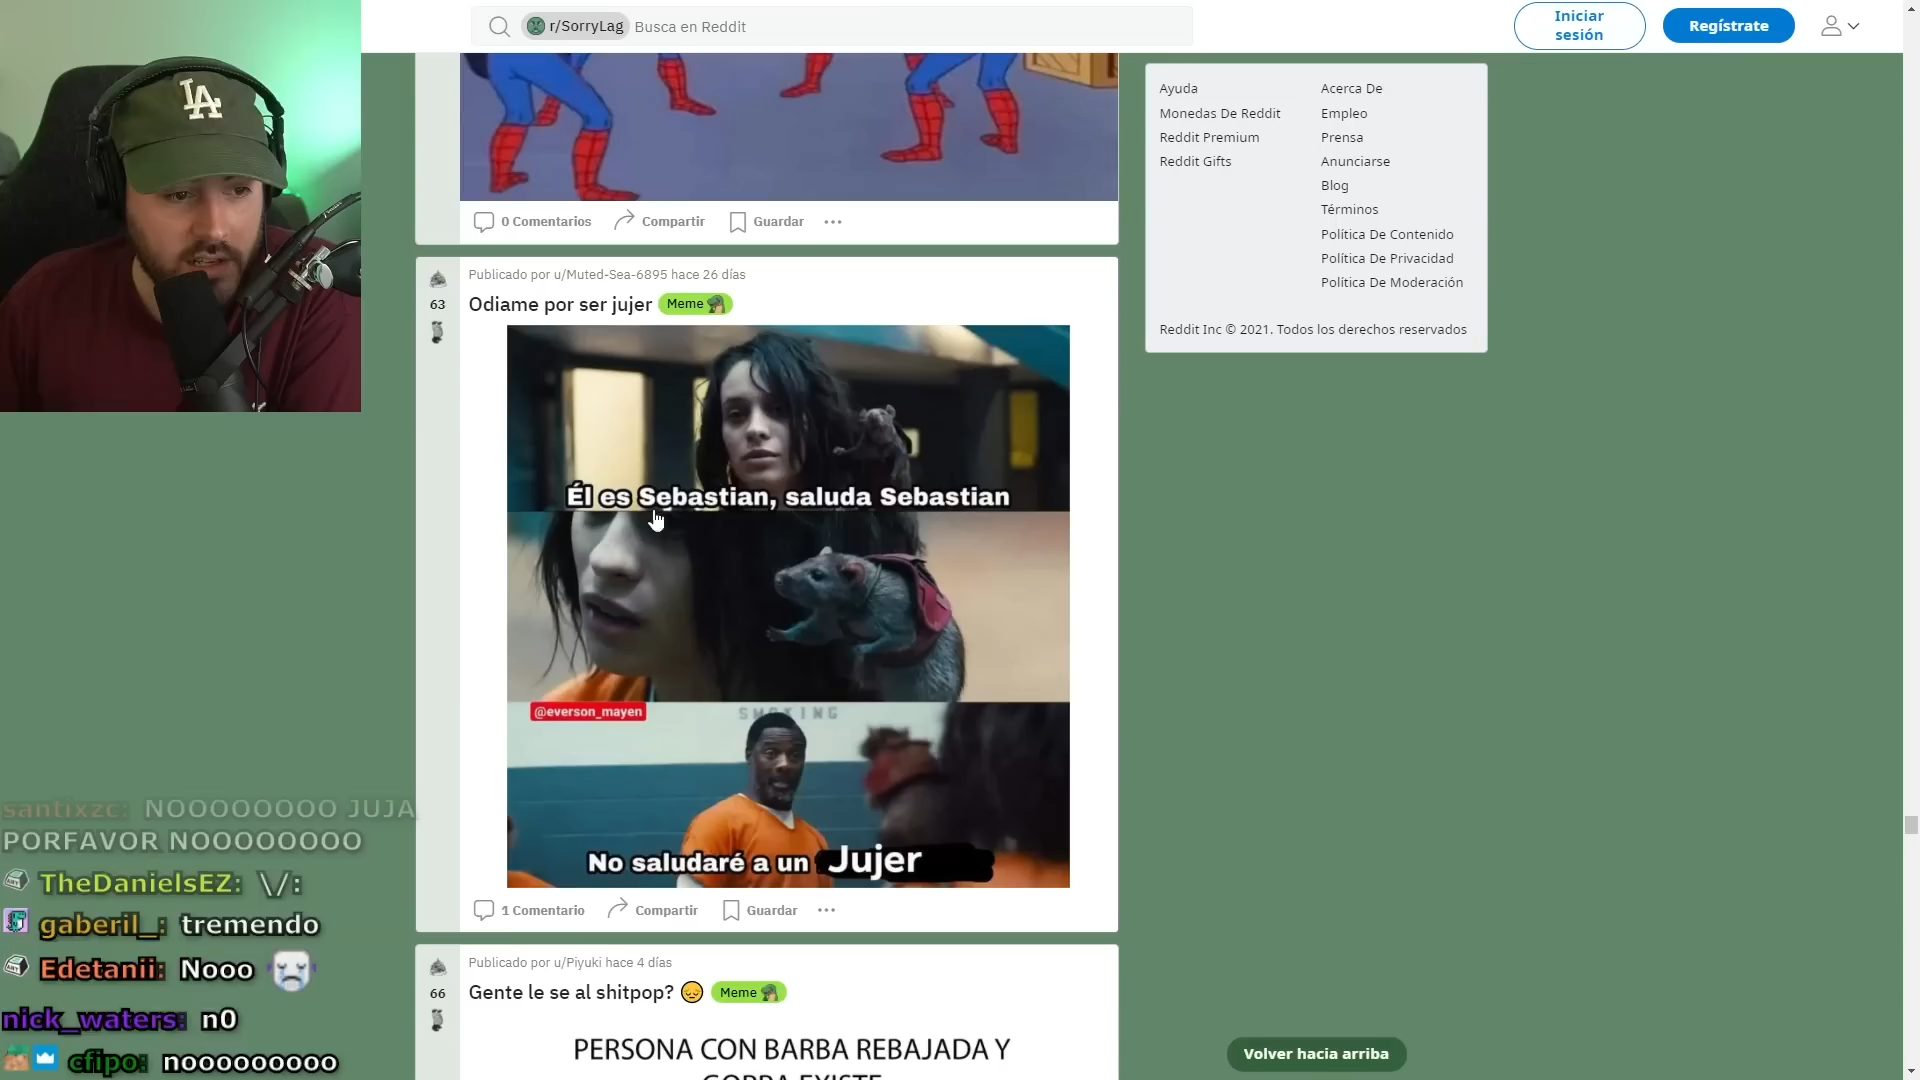 r/SorryLag Busca en Reddit
Iniciar sesión
Regístrate
LA
0 Comentarios Compartir Guardar
Ayuda
Monedas De Reddit
Reddit Premium
Reddit Gifts
Acerca De
Empleo
Prensa
Anunciarse
Blog
Términos
Política De Contenido
Política De Privacidad
Política De Moderación
Reddit Inc © 2021. Todos los derechos reservados
Publicado por u/Muted-Sea-6895 hace 26 días
63
Odiame por ser jujer Meme
Él es Sebastian, saluda Sebastian
@everson_mayen
SMOKING
No saludaré a un Jujer
1 Comentario Compartir Guardar
Publicado por u/Piyuki hace 4 días
66
Gente le se al shitpop? Meme
PERSONA CON BARBA REBAJADA Y
GORRA EXISTE
Volver hacia arriba
santixzc: NOOOOOOOO JUJA
PORFAVOR NOOOOOOOO
TheDanielsEZ: \/:
gaberil_: tremendo
Edetanii: Nooo
nick_waters: n0
cfipo: nooooooooo